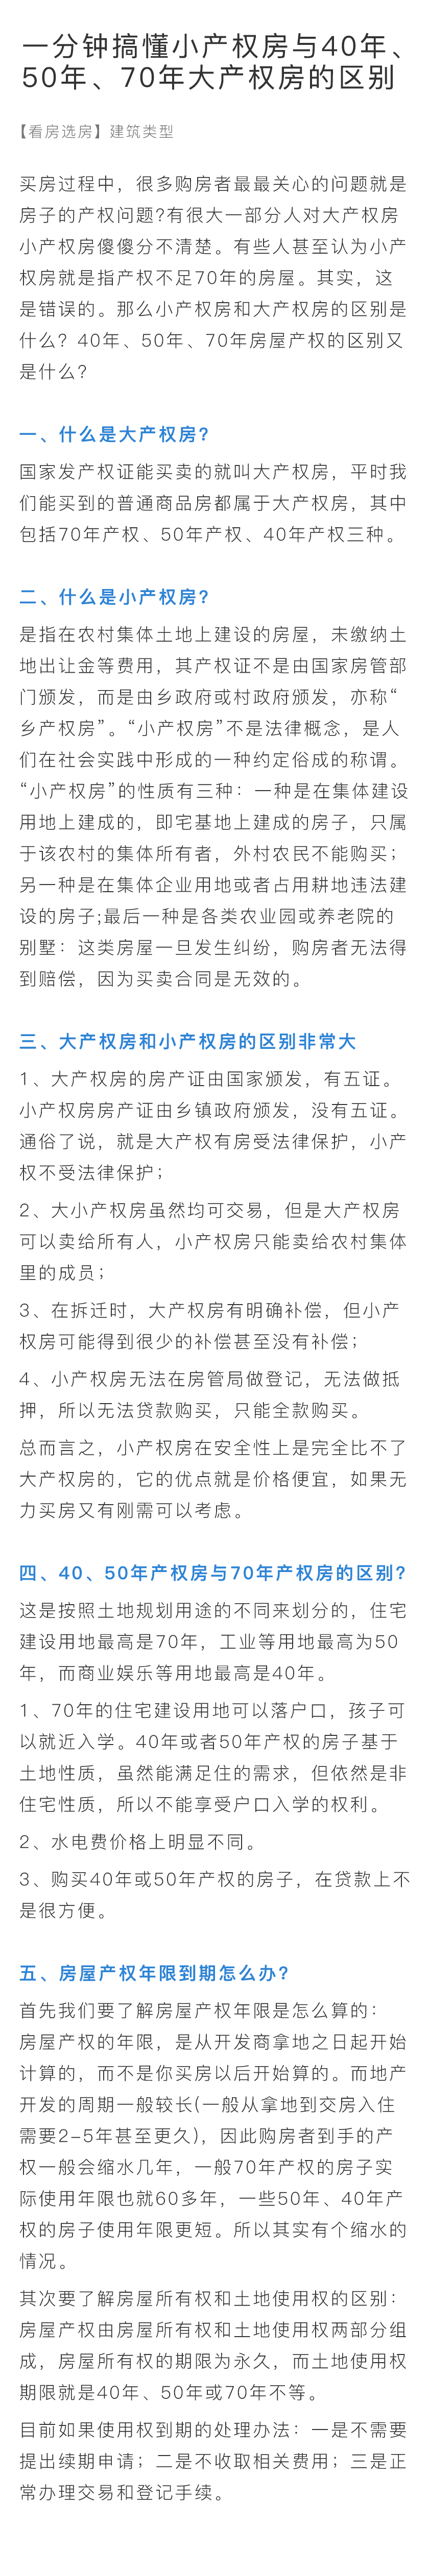 一分钟搞懂小产权房与40年、
50年、70年大产权房的区别
【看房选房】建筑类型
买房过程中，很多购房者最最关心的问题就是
房子的产权问题?有很大一部分人对大产权房
小产权房傻傻分不清楚。有些人甚至认为小产
权房就是指产权不足70年的房屋。其实，这
是错误的。那么小产权房和大产权房的区别是
什么？40年、50年、70年房屋产权的区别又
是什么?
一、什么是大产权房?
国家发产权证能买卖的就叫大产权房，平时我
们能买到的普通商品房都属于大产权房，其中
包括70年产权、50年产权、40年产权三种。
二、什么是小产权房?
是指在农村集体土地上建设的房屋，未缴纳土
地出让金等费用，其产权证不是由国家房管部
门颁发，而是由乡政府或村政府颁发，亦称“
乡产权房”。“小产权房”不是法律概念，是人
们在社会实践中形成的一种约定俗成的称谓。
“小产权房”的性质有三种：一种是在集体建设
用地上建成的，即宅基地上建成的房子，只属
于该农村的集体所有者，外村农民不能购买；
另一种是在集体企业用地或者占用耕地违法建
设的房子;最后一种是各类农业园或养老院的
别墅：这类房屋一旦发生纠纷，购房者无法得
到赔偿，因为买卖合同是无效的。
三、大产权房和小产权房的区别非常大
1、大产权房的房产证由国家颁发，有五证。
小产权房房产证由乡镇政府颁发，没有五证。
通俗了说，就是大产权有房受法律保护，小产
权不受法律保护；
2、大小产权房虽然均可交易，但是大产权房
可以卖给所有人，小产权房只能卖给农村集体
里的成员；
3、在拆迁时，大产权房有明确补偿，但小产
权房可能得到很少的补偿甚至没有补偿；
4、小产权房无法在房管局做登记，无法做抵
押，所以无法贷款购买，只能全款购买。
总而言之，小产权房在安全性上是完全比不了
大产权房的，它的优点就是价格便宜，如果无
力买房又有刚需可以考虑。
四、40、50年产权房与70年产权房的区别?
这是按照土地规划用途的不同来划分的，住宅
建设用地最高是70年，工业等用地最高为50
年，而商业娱乐等用地最高是40年。
1、70年的住宅建设用地可以落户口，孩子可
以就近入学。40年或者50年产权的房子基于
土地性质，虽然能满足住的需求，但依然是非
住宅性质，所以不能享受户口入学的权利。
2、水电费价格上明显不同。
3、购买40年或50年产权的房子，在贷款上不
是很方便。
五、房屋产权年限到期怎么办?
首先我们要了解房屋产权年限是怎么算的：
房屋产权的年限，是从开发商拿地之日起开始
计算的，而不是你买房以后开始算的。而地产
开发的周期一般较长(一般从拿地到交房入住
需要2-5年甚至更久)，因此购房者到手的产
权一般会缩水几年，一般70年产权的房子实
际使用年限也就60多年，一些50年、40年产
权的房子使用年限更短。所以其实有个缩水的
情况。
其次要了解房屋所有权和土地使用权的区别：
房屋产权由房屋所有权和土地使用权两部分组
成，房屋所有权的期限为永久，而土地使用权
期限就是40年、50年或70年不等。
目前如果使用权到期的处理办法：一是不需要
提出续期申请；二是不收取相关费用；三是正
常办理交易和登记手续。